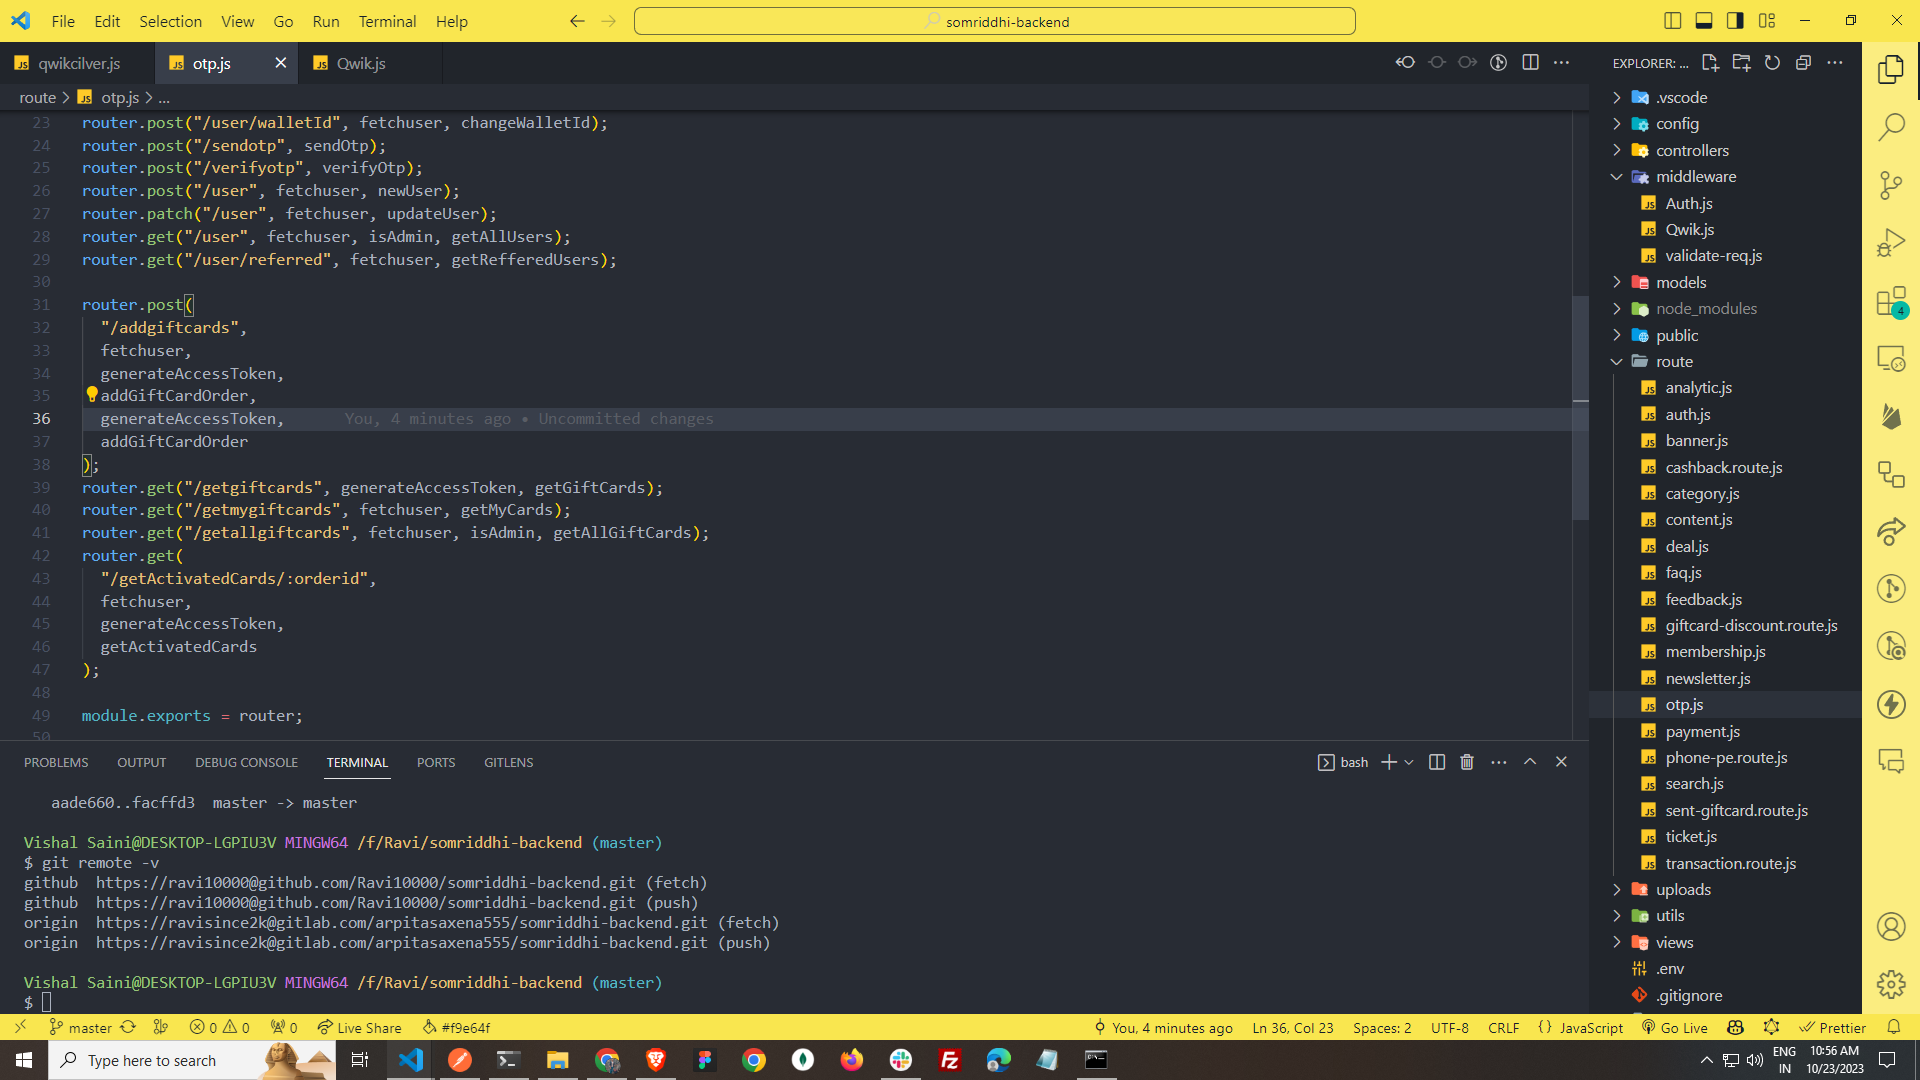 File Edit Selection View Go Run Terminal Help
somriddhi-backend
qwikcilver.js
otp.js
Qwik.js
route > otp.js > ...
23 router.post("/user/walletId", fetchuser, changeWalletId);
24 router.post("/sendotp", sendOtp);
25 router.post("/verifyotp", verifyOtp);
26 router.post("/user", fetchuser, newUser);
27 router.patch("/user", fetchuser, updateUser);
28 router.get("/user", fetchuser, isAdmin, getAllUsers);
29 router.get("/user/referred", fetchuser, getRefferedUsers);
30
31 router.post(
32 "/addgiftcards",
33 fetchuser,
34 generateAccessToken,
35 addGiftCardOrder,
36 generateAccessToken, You, 4 minutes ago • Uncommitted changes
37 addGiftCardOrder
38 );
39 router.get("/getgiftcards", generateAccessToken, getGiftCards);
40 router.get("/getmygiftcards", fetchuser, getMyCards);
41 router.get("/getallgiftcards", fetchuser, isAdmin, getAllGiftCards);
42 router.get(
43 "/getActivatedCards/:orderid",
44 fetchuser,
45 generateAccessToken,
46 getActivatedCards
47 );
48
49 module.exports = router;
50
EXPLORER: ...
.vscode
config
controllers
middleware
Auth.js
Qwik.js
validate-req.js
models
node_modules
public
route
analytic.js
auth.js
banner.js
cashback.route.js
category.js
content.js
deal.js
faq.js
feedback.js
giftcard-discount.route.js
membership.js
newsletter.js
otp.js
payment.js
phone-pe.route.js
search.js
sent-giftcard.route.js
ticket.js
transaction.route.js
uploads
utils
views
.env
.gitignore
4
PROBLEMS OUTPUT DEBUG CONSOLE TERMINAL PORTS GITLENS
bash
aade660..facffd3 master -> master
Vishal Saini@DESKTOP-LGPIU3V MINGW64 /f/Ravi/somriddhi-backend (master)
$ git remote -v
github https://ravi10000@github.com/Ravi10000/somriddhi-backend.git (fetch)
github https://ravi10000@github.com/Ravi10000/somriddhi-backend.git (push)
origin https://ravisince2k@gitlab.com/arpitasaxena555/somriddhi-backend.git (fetch)
origin https://ravisince2k@gitlab.com/arpitasaxena555/somriddhi-backend.git (push)
Vishal Saini@DESKTOP-LGPIU3V MINGW64 /f/Ravi/somriddhi-backend (master)
$
master 0 0 0 Live Share #f9e64f You, 4 minutes ago Ln 36, Col 23 Spaces: 2 UTF-8 CRLF {} JavaScript Go Live Prettier
Type here to search
ENG
IN
10:56 AM
10/23/2023